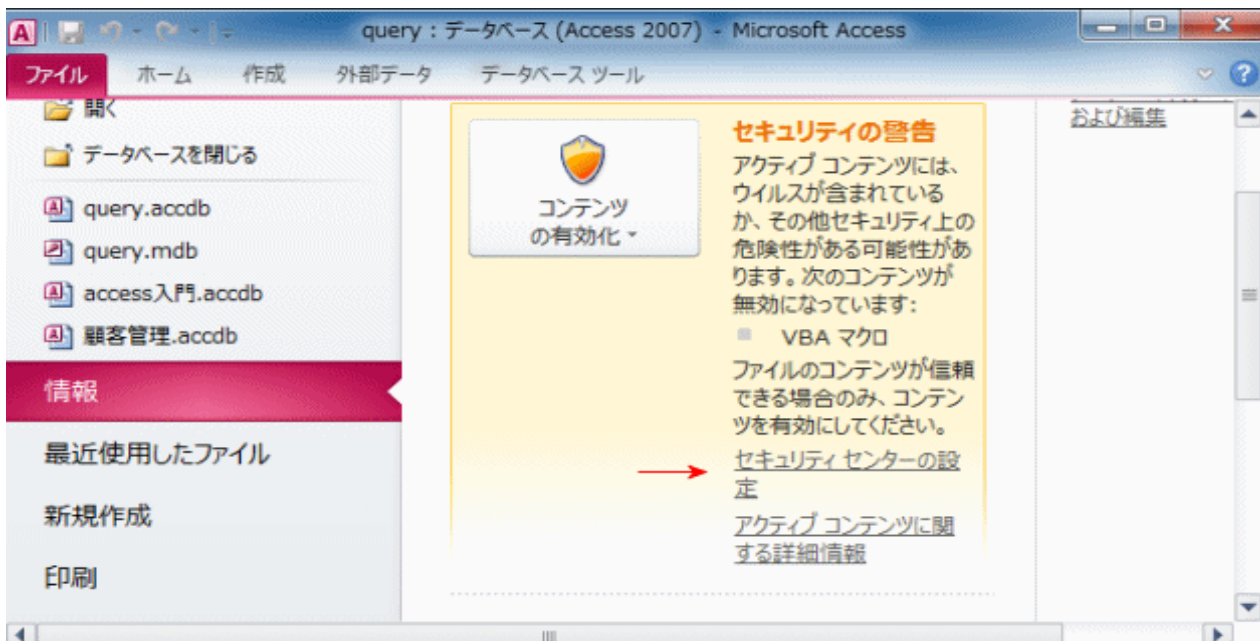 query : データベース (Access 2007) - Microsoft Access
ファイル ホーム 作成 外部データ データベース ツール
開く
データベースを閉じる
query.accdb
query.mdb
access入門.accdb
顧客管理.accdb
情報
最近使用したファイル
新規作成
印刷
コンテンツ
の有効化
セキュリティの警告
アクティブ コンテンツには、
ウイルスが含まれている
か、その他セキュリティ上の
危険性がある可能性があ
ります。次のコンテンツが
無効になっています:
VBA マクロ
ファイルのコンテンツが信頼
できる場合のみ、コンテン
ツを有効にしてください。
セキュリティ センターの設
定
アクティブ コンテンツに関
する詳細情報
および編集